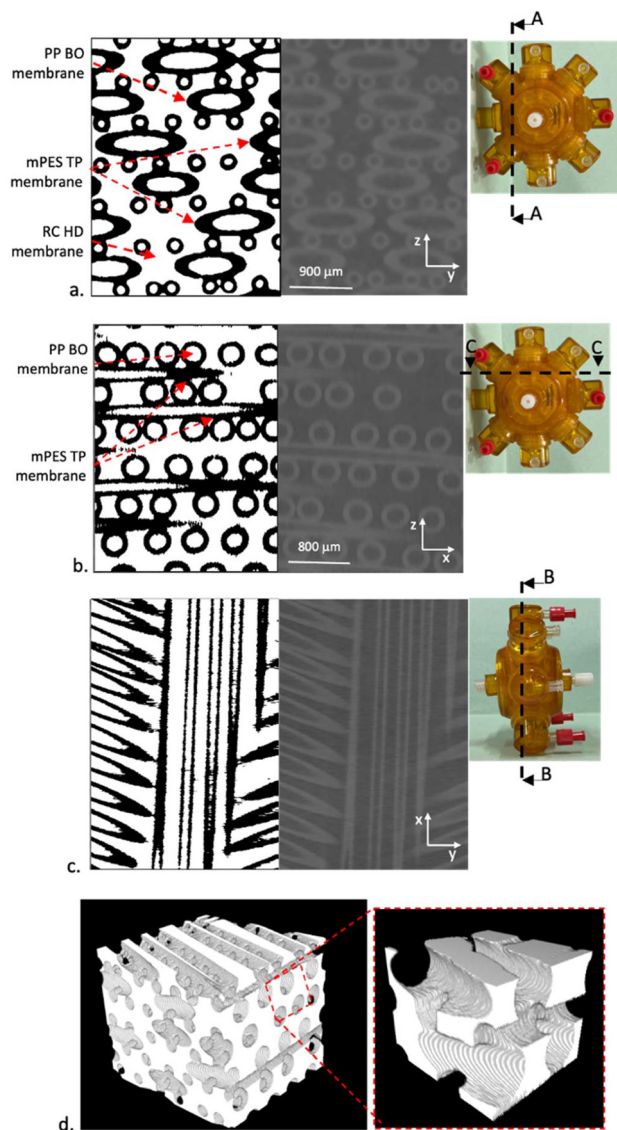 PP BO
membrane
mPES TP
membrane
RC HD
membrane
a.
z
y
900 µm
A
A
PP BO
membrane
mPES TP
membrane
b.
z
x
800 µm
C
C
c.
x
y
B
B
d.